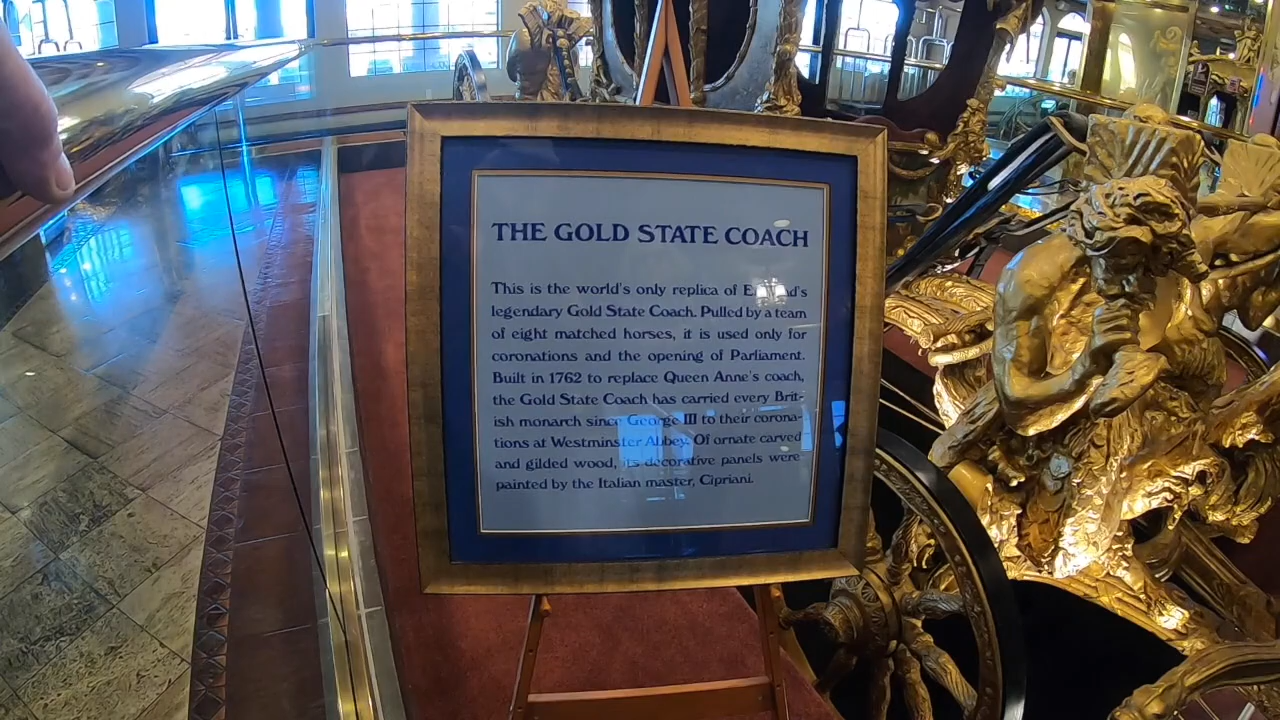 THE GOLD STATE COACH
This is the world's only replica of England's
legendary Gold State Coach. Pulled by a team
of eight matched horses, it is used only for
coronations and the opening of Parliament.
Built in 1762 to replace Queen Anne's coach,
the Gold State Coach has carried every Brit-
ish monarch since George III to their corona-
tions at Westminster Abbey. Of ornate carved
and gilded wood, its decorative panels were
painted by the Italian master, Cipriani.